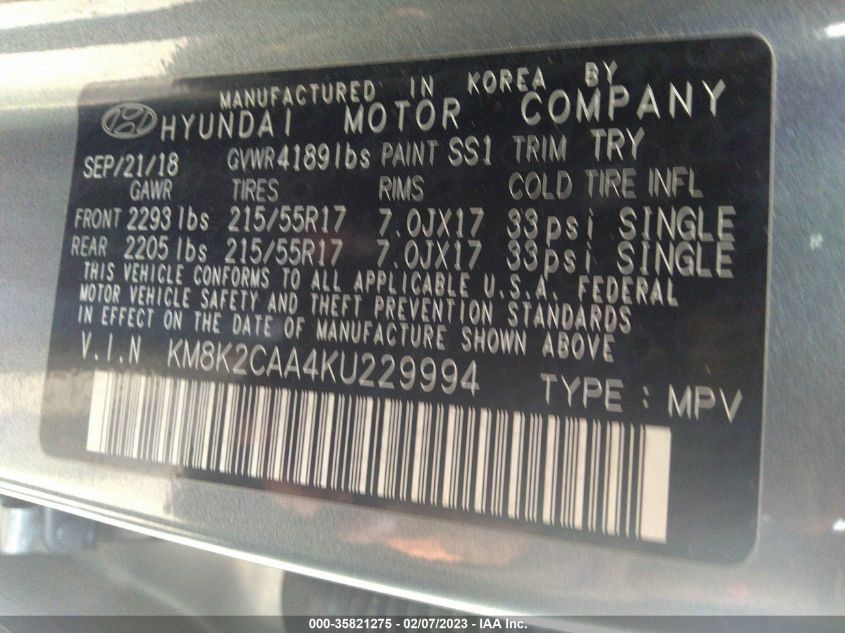 MANUFACTURED IN KOREA BY
HYUNDAI MOTOR COMPANY
SEP/21/18 GVWR 4189lbs PAINT SS1 TRIM TRY
GAWR TIRES RIMS COLD TIRE INFL
FRONT 2293 lbs 215/55R17 7.0JX17 33psi SINGLE
REAR 2205 lbs 215/55R17 7.0JX17 33psi SINGLE
THIS VEHICLE CONFORMS TO ALL APPLICABLE U.S.A. FEDERAL
MOTOR VEHICLE SAFETY AND THEFT PREVENTION STANDARDS
IN EFFECT ON THE DATE OF MANUFACTURE SHOWN ABOVE
V.I.N KM8K2CAA4KU229994 TYPE : MPV
000-35821275 - 02/07/2023 - IAA Inc.